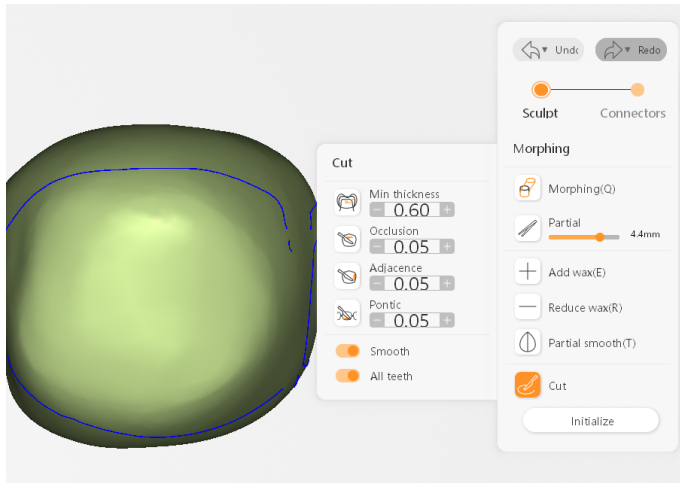 Undo
Redo
Sculpt
Connectors
Morphing
Morphing(Q)
Partial
4.4mm
Add wax(E)
Reduce wax(R)
Partial smooth(T)
Cut
Initialize
Cut
Min thickness
0.60
Occlusion
0.05
Adjacence
0.05
Pontic
0.05
Smooth
All teeth